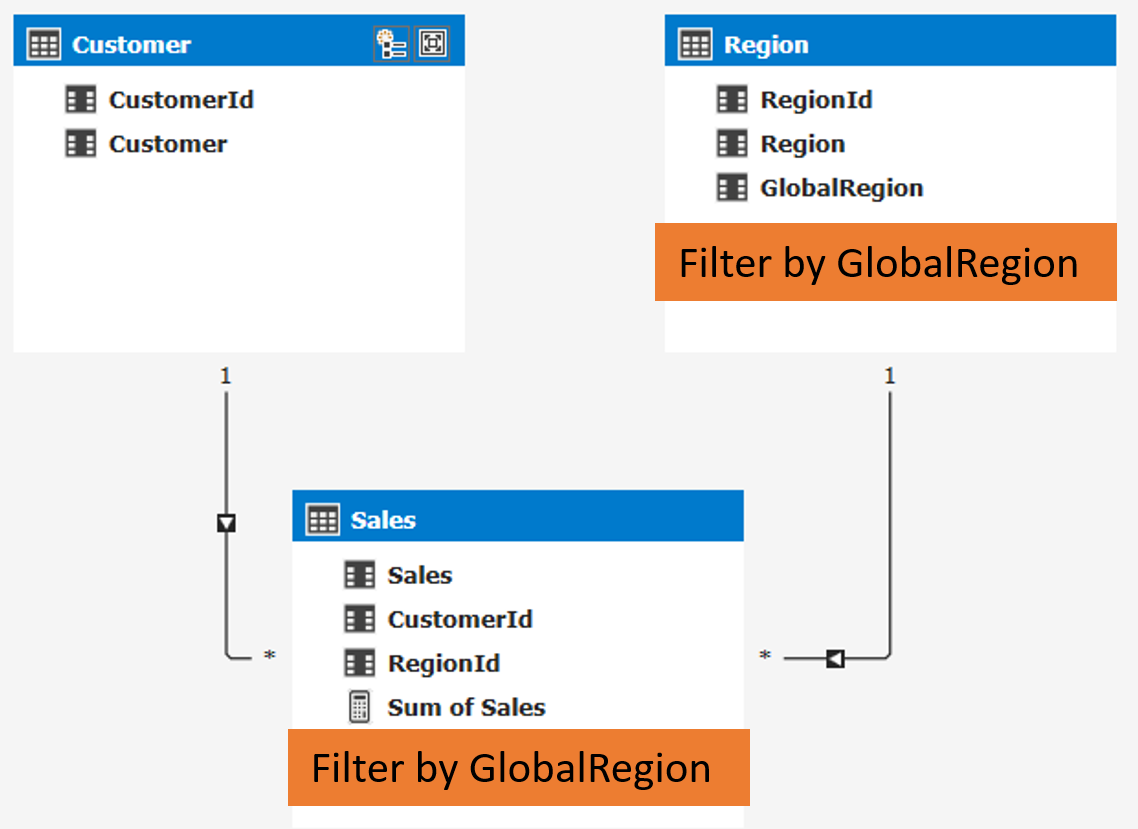 Customer
CustomerId
Customer
Region
RegionId
Region
GlobalRegion
Filter by GlobalRegion
1
1
*
*
Sales
Sales
CustomerId
RegionId
Sum of Sales
Filter by GlobalRegion